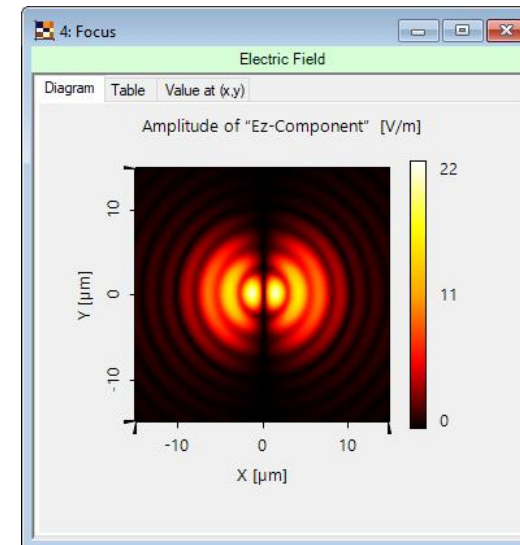 4: Focus
Electric Field
Diagram Table Value at (x,y)
Amplitude of "Ez-Component" [V/m]
22
11
0
10
0
-10
Y [µm]
-10 0 10
X [µm]